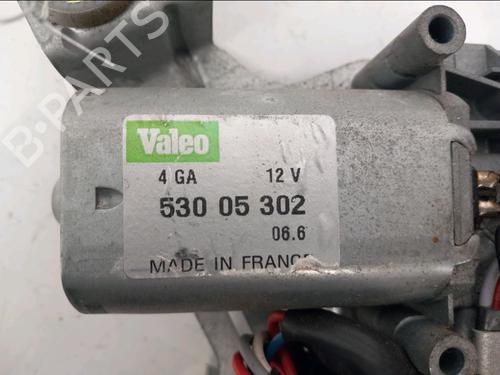 B-PARTS
Valeo
4 GA 12 V
530 05 302
06.6
MADE IN FRANCE